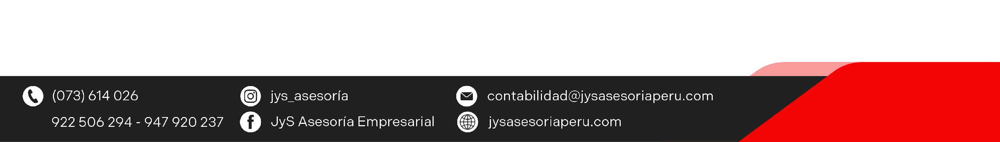 (073) 614 026
922 506 294 - 947 920 237
jys_asesoría
JyS Asesoría Empresarial
contabilidad@jysasesoriaperu.com
jysasesoriaperu.com